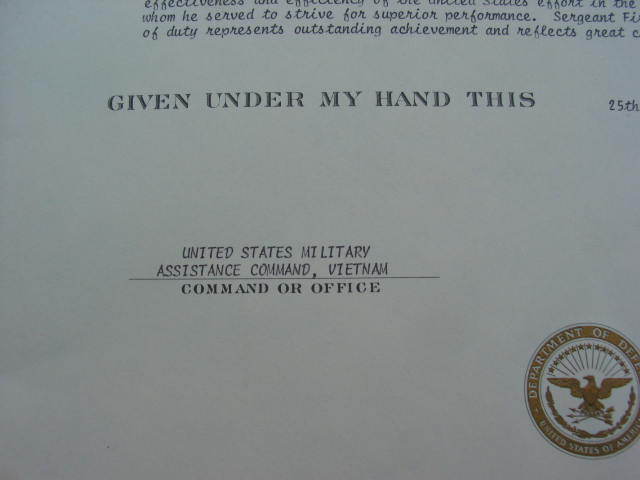 effectiveness and efficiency of the United States effort in the
whom he served to strive for superior performance. Sergeant
of duty represents outstanding achievement and reflects great
GIVEN UNDER MY HAND THIS
25th
UNITED STATES MILITARY
ASSISTANCE COMMAND, VIETNAM
COMMAND OR OFFICE
DEPARTMENT OF
UNITED STATES OF AMERICA